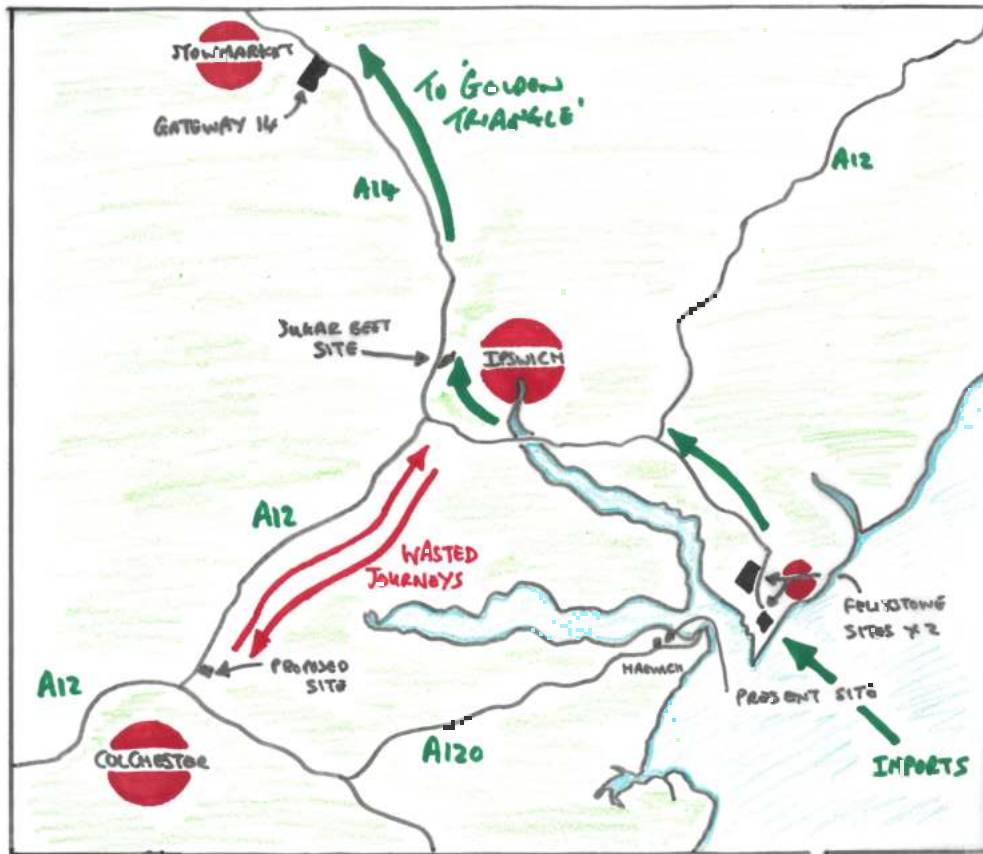 STOWMARKET
GATEWAY 14
TO 'GOLDEN
TRIANGLE'
A14
A12
SUGAR BEET
SITE
IPSWICH
A12
WASTED
JOURNEYS
FELIXSTOWE
SITES X 2
PROPOSED
SITE
HARWICH
PRESENT SITE
A12
COLCHESTER
A120
IMPORTS